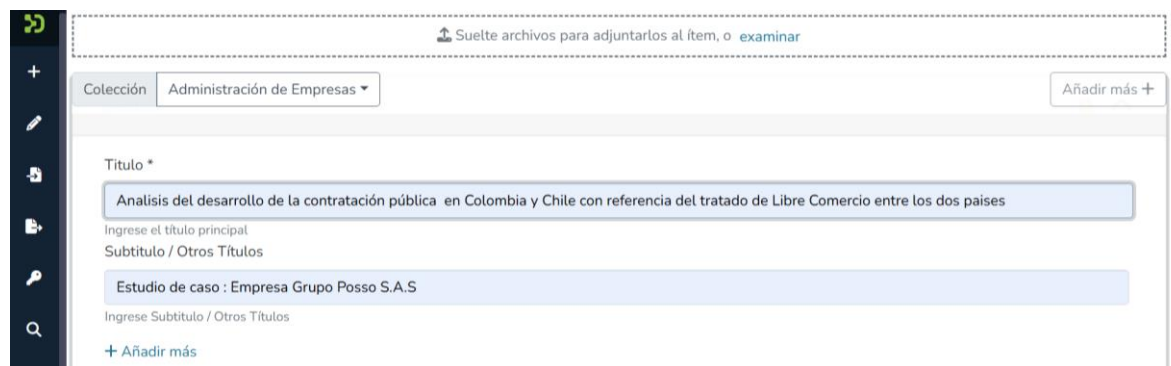 Suelte archivos para adjuntarlos al ítem, o examinar
Colección Administración de Empresas Añadir más +
Titulo *
Analisis del desarrollo de la contratación pública en Colombia y Chile con referencia del tratado de Libre Comercio entre los dos paises
Ingrese el título principal
Subtitulo / Otros Títulos
Estudio de caso : Empresa Grupo Posso S.A.S
Ingrese Subtitulo / Otros Títulos
+ Añadir más